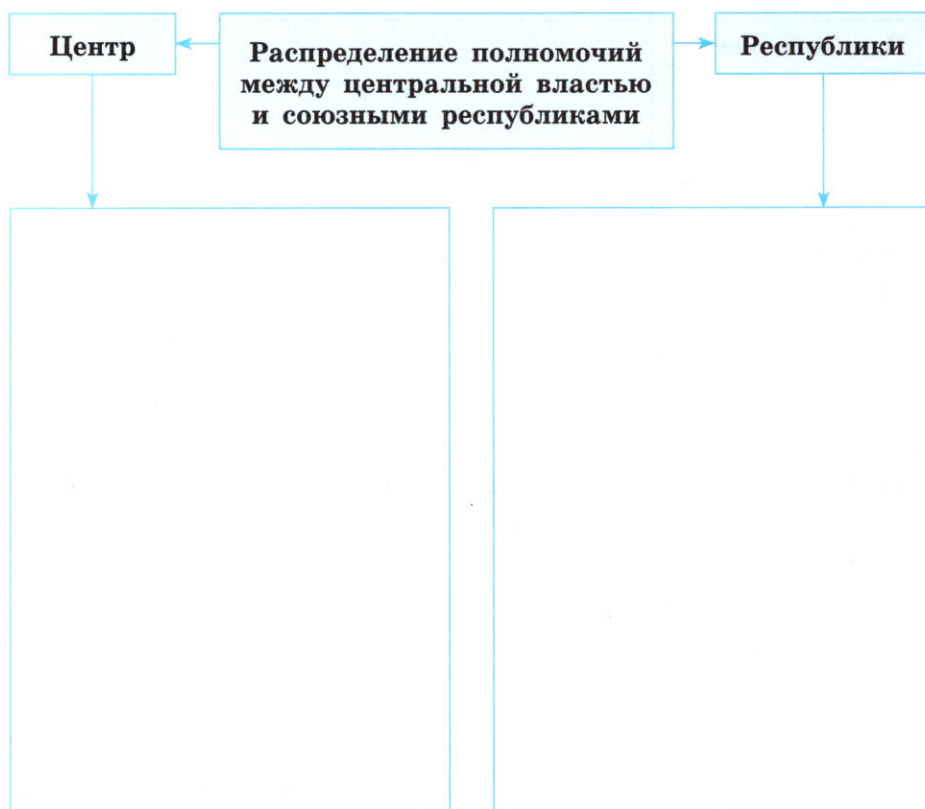 Центр
Распределение полномочий
между центральной властью
и союзными республиками
Республики